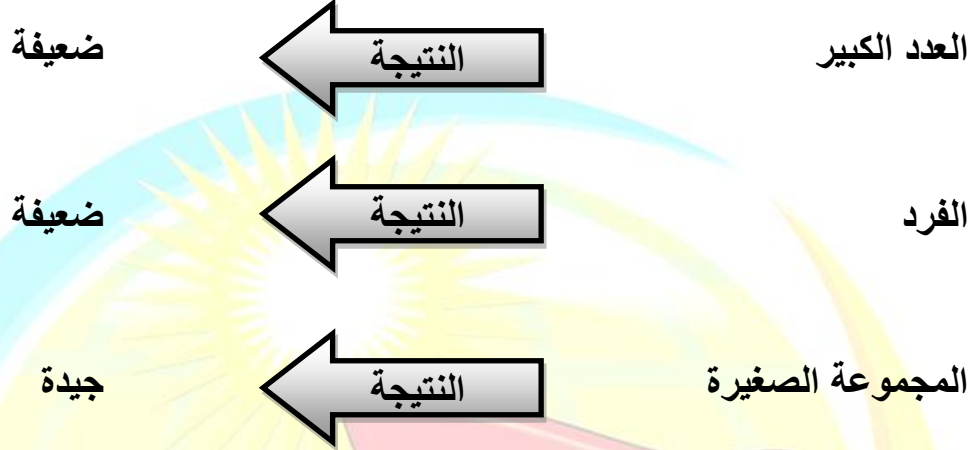 العدد الكبير النتيجة ضعيفة
الفرد النتيجة ضعيفة
المجموعة الصغيرة النتيجة جيدة